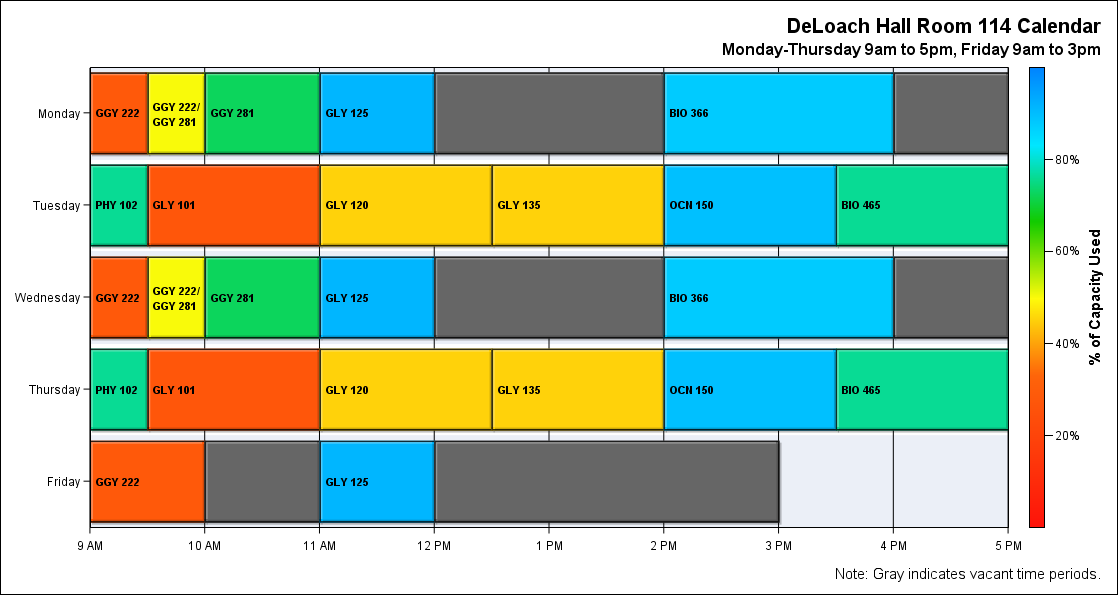 DeLoach Hall Room 114 Calendar
Monday-Thursday 9am to 5pm, Friday 9am to 3pm
Monday
GGY 222
GGY 222/
GGY 281
GGY 281
GLY 125
BIO 366
Tuesday
PHY 102
GLY 101
GLY 120
GLY 135
OCN 150
BIO 465
Wednesday
GGY 222
GGY 222/
GGY 281
GGY 281
GLY 125
BIO 366
Thursday
PHY 102
GLY 101
GLY 120
GLY 135
OCN 150
BIO 465
Friday
GGY 222
GLY 125
9 AM
10 AM
11 AM
12 PM
1 PM
2 PM
3 PM
4 PM
5 PM
80%
60%
40%
20%
% of Capacity Used
Note: Gray indicates vacant time periods.